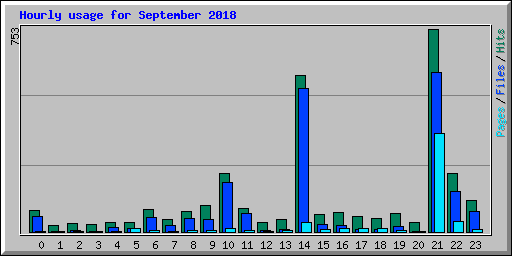 Hourly usage for September 2018
753
Pages / Files / Hits
0 1 2 3 4 5 6 7 8 9 10 11 12 13 14 15 16 17 18 19 20 21 22 23